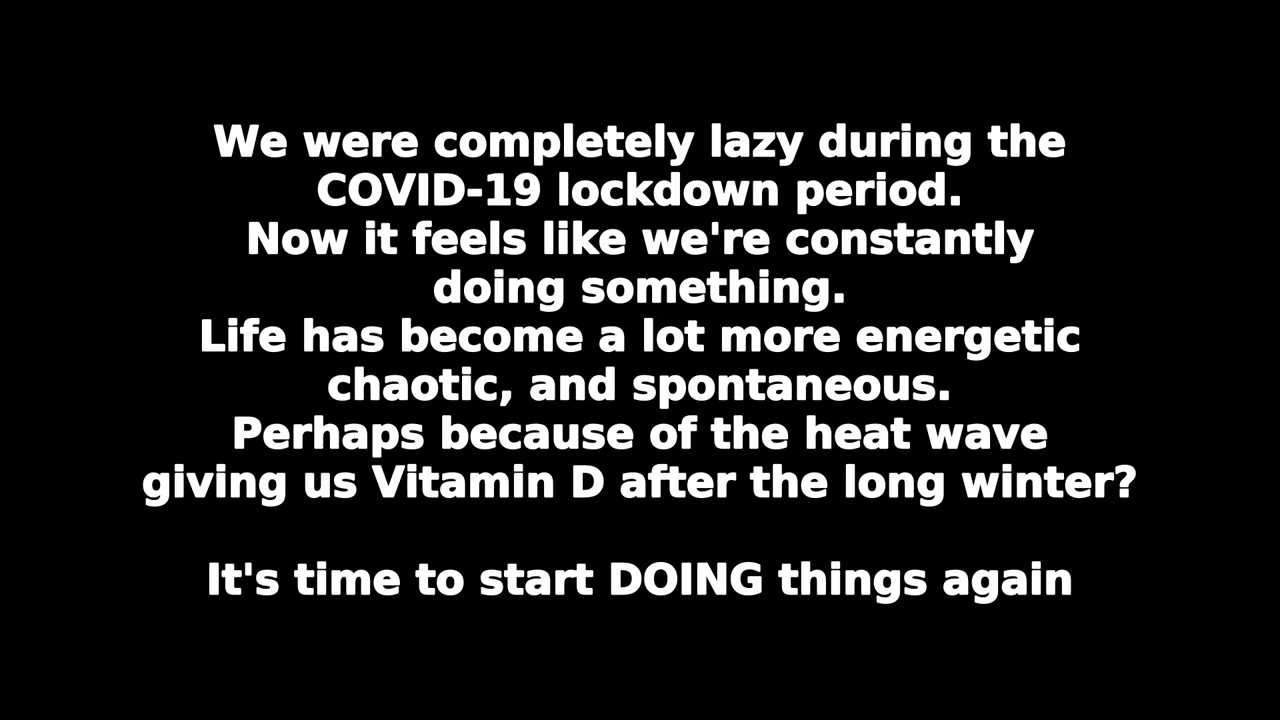 We were completely lazy during the
COVID-19 lockdown period.
Now it feels like we're constantly
doing something.
Life has become a lot more energetic
chaotic, and spontaneous.
Perhaps because of the heat wave
giving us Vitamin D after the long winter?
It's time to start DOING things again